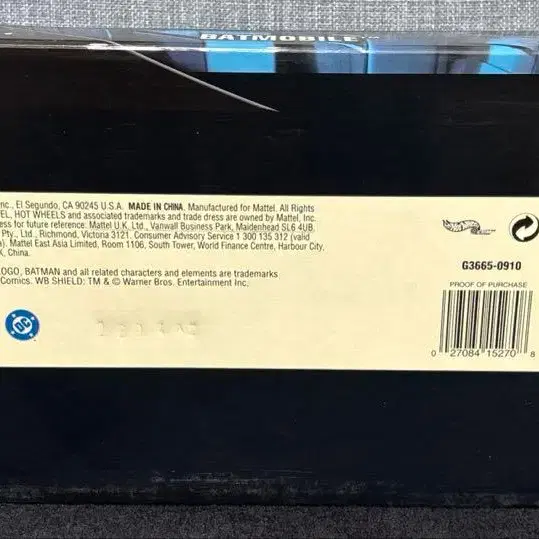 BATMOBILE
nc., El Segundo, CA 90245 U.S.A. MADE IN CHINA. Manufactured for Mattel. All Rights
EL, HOT WHEELS and associated trademarks and trade dress are owned by Mattel, Inc.
ess for future reference. Mattel U.K. Ltd., Vanwall Business Park, Maidenhead SL6 4UB.
Pty., Ltd., Richmond, Victoria 3121. Consumer Advisory Service 1 300 135 312 (valid
). Mattel East Asia Limited, Room 1106, South Tower, World Finance Centre, Harbour City,
, China.
OGO, BATMAN and all related characters and elements are trademarks
Comics. WB SHIELD: TM & © Warner Bros. Entertainment Inc.
DC
G3665-0910
PROOF OF PURCHASE
0 27084 15270 8